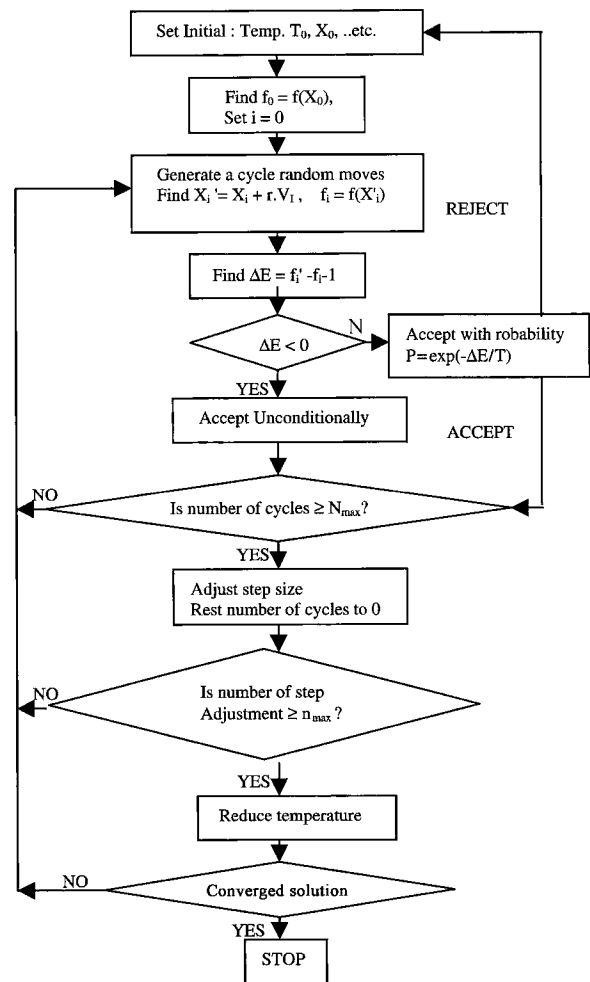 Set Initial : Temp. T₀, X₀, ..etc.
Find f₀ = f(X₀),
Set i = 0
Generate a cycle random moves
Find Xᵢ '= Xᵢ + r.V_I , fᵢ = f(X'ᵢ)
REJECT
Find ΔE = fᵢ' -fᵢ-1
ΔE < 0
N
Accept with robability
P=exp(-ΔE/T)
YES
Accept Unconditionally
ACCEPT
NO
Is number of cycles ≥ N_max?
YES
Adjust step size
Rest number of cycles to 0
NO
Is number of step
Adjustment ≥ n_max ?
YES
Reduce temperature
NO
Converged solution
YES
STOP